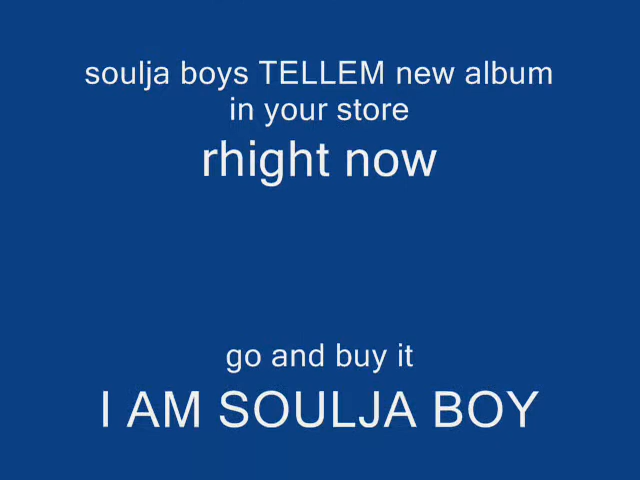 soulja boys TELLEM new album
in your store
rhight now
go and buy it
I AM SOULJA BOY